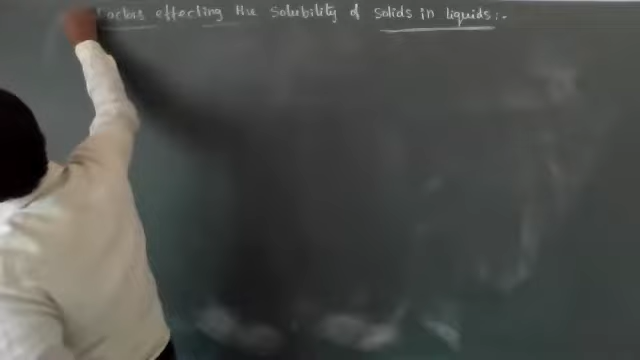 Factors effecting the solubility of solids in liquids:-